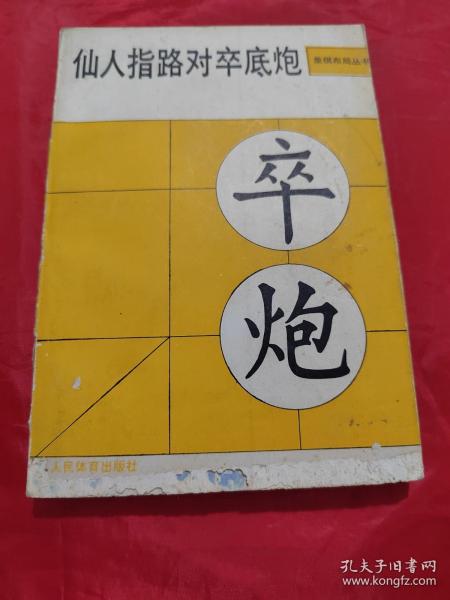 仙人指路对卒底炮
象棋布局丛书
卒
炮
人民体育出版社
孔夫子旧书网
www.kongfz.com